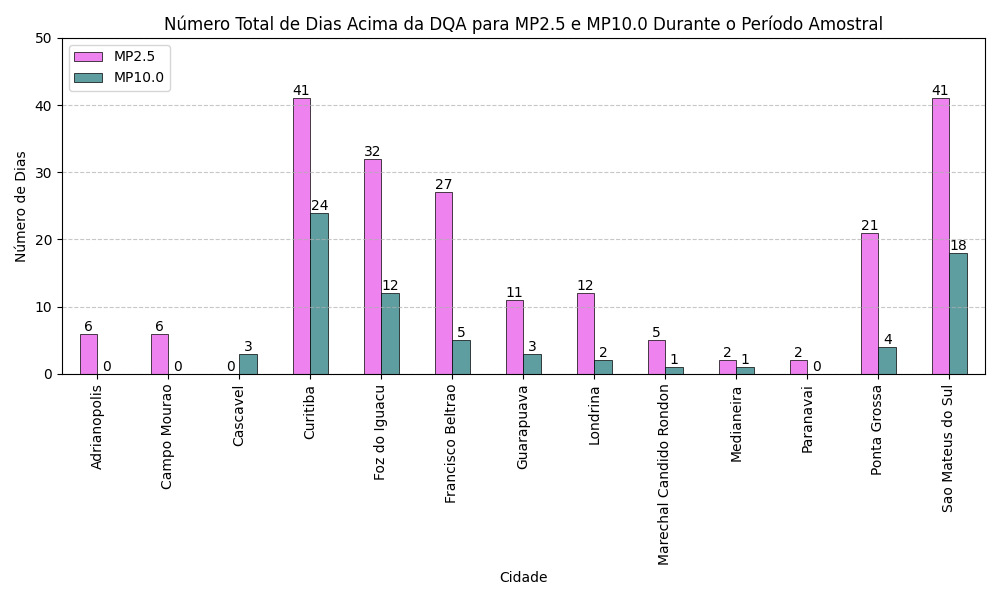 Número Total de Dias Acima da DQA para MP2.5 e MP10.0 Durante o Período Amostral
MP2.5
MP10.0
Número de Dias
50
40
30
20
10
0
6
0
6
0
0
3
41
24
32
12
27
5
11
3
12
2
5
1
2
1
2
0
21
4
41
18
Adrianopolis
Campo Mourao
Cascavel
Curitiba
Foz do Iguacu
Francisco Beltrao
Guarapuava
Londrina
Marechal Candido Rondon
Medianeira
Paranavai
Ponta Grossa
Sao Mateus do Sul
Cidade